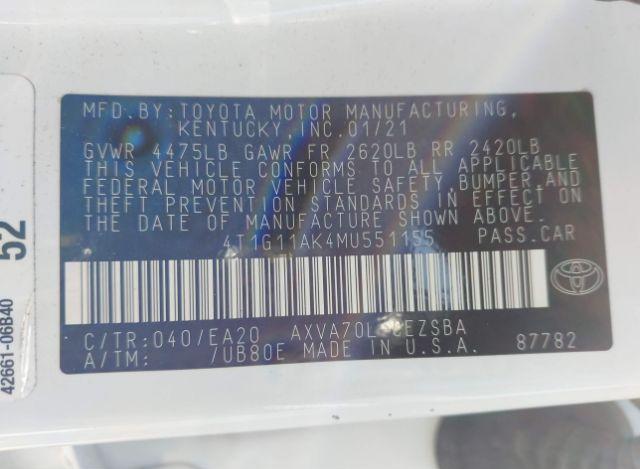 MFD.BY:TOYOTA MOTOR MANUFACTURING,
KENTUCKY, INC.01/21
GVWR 4475LB GAWR FR 2620LB RR 2420LB
THIS VEHICLE CONFORMS TO ALL APPLICABLE
FEDERAL MOTOR VEHICLE SAFETY, BUMPER, AND
THEFT PREVENTION STANDARDS IN EFFECT ON
THE DATE OF MANUFACTURE SHOWN ABOVE.
4T1G11AK4MU551155 PASS.CAR
C/TR:040/EA20
A/TM: /UB80E MADE IN U.S.A. 87782
52
42661-06B40